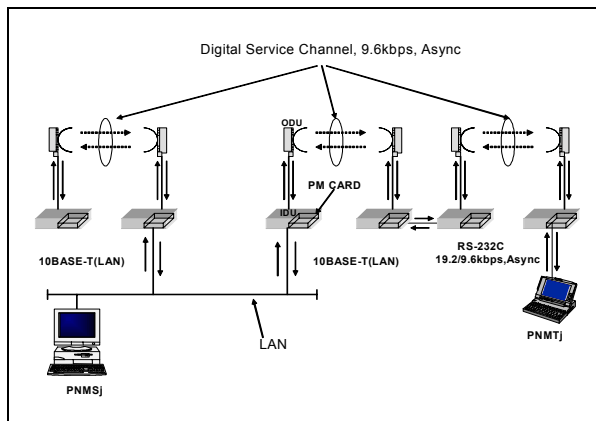 Digital Service Channel, 9.6kbps, Async
ODU
PM CARD
IDU
10BASE-T(LAN)
10BASE-T(LAN)
RS-232C
19.2/9.6kbps,Async
LAN
PNMTj
PNMSj